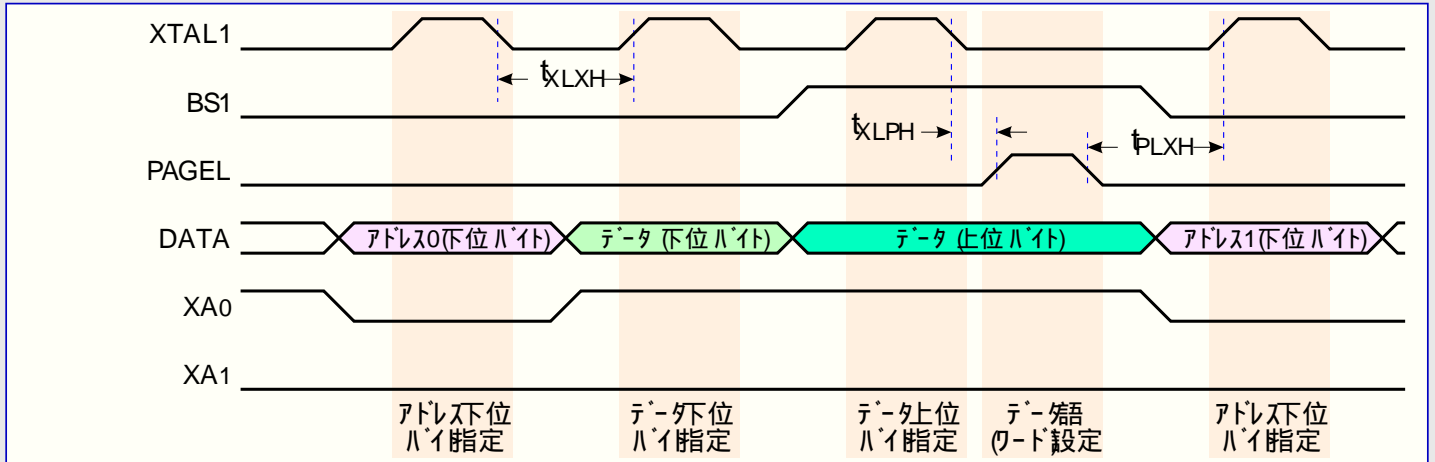 XTAL1
tXLXH
BS1
tXLPH
tPLXH
PAGEL
DATA
アドレス0(下位バイト)
データ (下位バイト)
データ (上位バイト)
アドレス1(下位バイト)
XA0
XA1
アドレス下位
バイト指定
データ下位
バイト指定
データ上位
バイト指定
データ語
(ワード)設定
アドレス下位
バイト指定